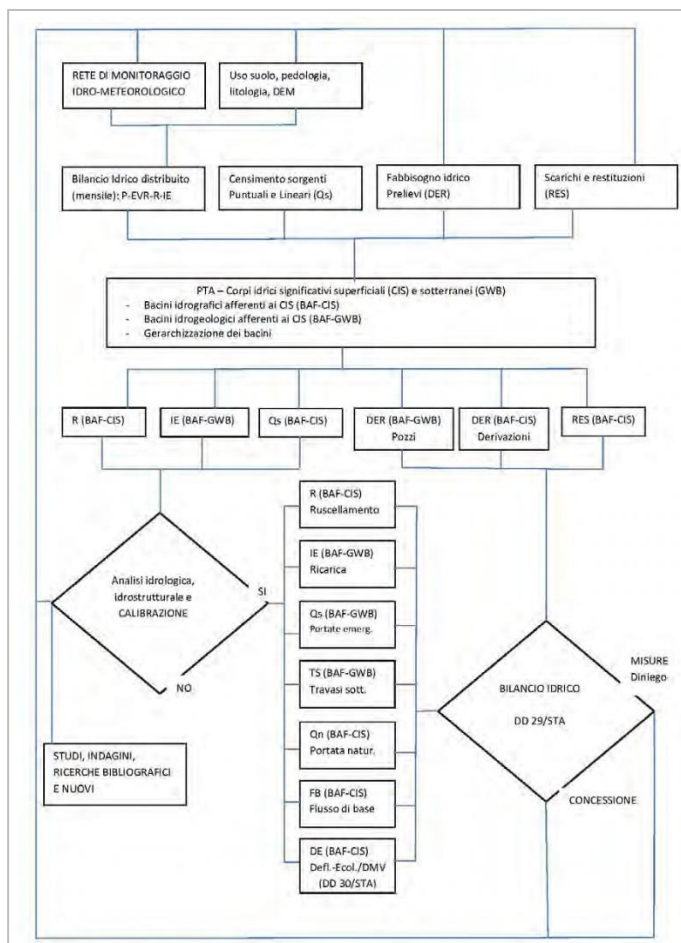 RETE DI MONITORAGGIO
IDRO-METEOROLOGICO
Uso suolo, pedologia,
litologia, DEM
Bilancio Idrico distribuito
(mensile): P-EVR-R-IE
Censimento sorgenti
Puntuali e Lineari (Qs)
Fabbisogno idrico
Prelievi (DER)
Scarichi e restituzioni
(RES)
PTA – Corpi idrici significativi superficiali (CIS) e sotterranei (GWB)
- Bacini idrografici afferenti ai CIS (BAF-CIS)
- Bacini idrogeologici afferenti ai CIS (BAF-GWB)
- Gerarchizzazione dei bacini
R (BAF-CIS)
IE (BAF-GWB)
Qs (BAF-CIS)
DER (BAF-GWB)
Pozzi
DER (BAF-CIS)
Derivazioni
RES (BAF-CIS)
Analisi idrologica,
idrostrutturale e
CALIBRAZIONE
SI
NO
STUDI, INDAGINI,
RICERCHE BIBLIOGRAFICI
E NUOVI
R (BAF-CIS)
Ruscellamento
IE (BAF-GWB)
Ricarica
Qs (BAF-GWB)
Portate emerg.
TS (BAF-GWB)
Travasi sott.
Qn (BAF-CIS)
Portata natur.
FB (BAF-CIS)
Flusso di base
DE (BAF-CIS)
Defl.-Ecol./DMV
(DD 30/STA)
BILANCIO IDRICO
DD 29/STA
MISURE
Diniego
CONCESSIONE